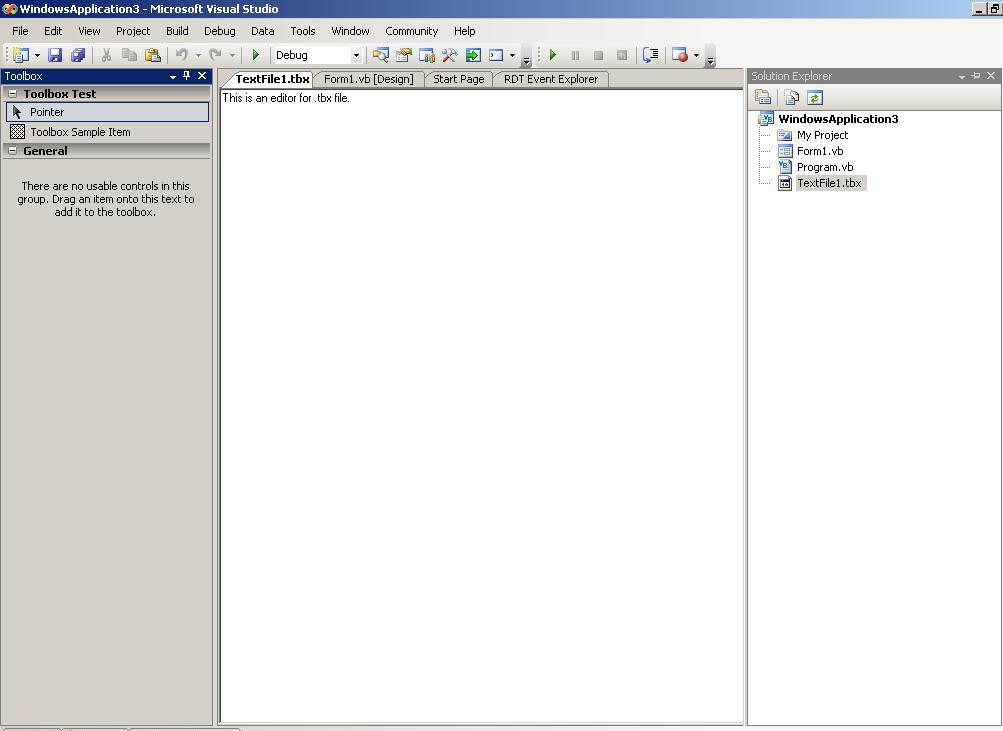 WindowsApplication3 - Microsoft Visual Studio
File Edit View Project Build Debug Data Tools Window Community Help
Debug
Toolbox
Toolbox Test
Pointer
Toolbox Sample Item
General
There are no usable controls in this
group. Drag an item onto this text to
add it to the toolbox.
TextFile1.tbx Form1.vb [Design] Start Page RDT Event Explorer
This is an editor for .tbx file.
Solution Explorer
WindowsApplication3
My Project
Form1.vb
Program.vb
TextFile1.tbx